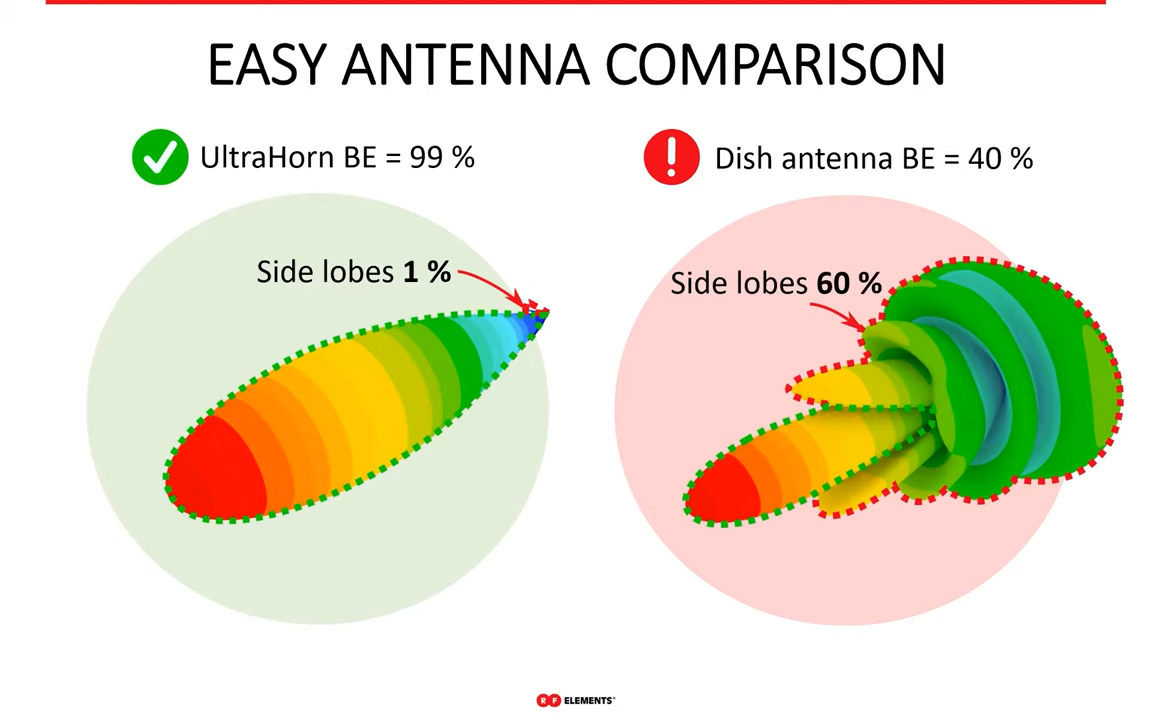 EASY ANTENNA COMPARISON
UltraHorn BE = 99 %
Dish antenna BE = 40 %
Side lobes 1 %
Side lobes 60 %
RF ELEMENTS